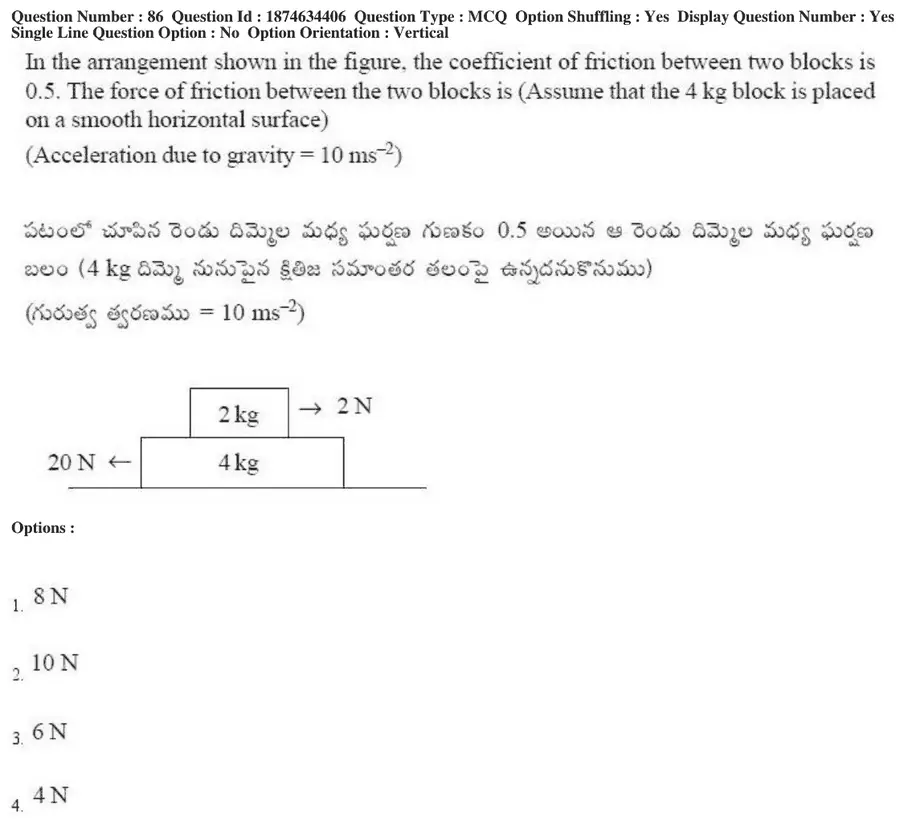 Question Number : 86 Question Id : 1874634406 Question Type : MCQ Option Shuffling : Yes Display Question Number : Yes
Single Line Question Option : No Option Orientation : Vertical
In the arrangement shown in the figure, the coefficient of friction between two blocks is
0.5. The force of friction between the two blocks is (Assume that the 4 kg block is placed
on a smooth horizontal surface)
(Acceleration due to gravity = 10 ms⁻²)
పటంలో చూపిన రెండు దిమ్మెల మధ్య ఘర్షణ గుణకం 0.5 అయిన ఆ రెండు దిమ్మెల మధ్య ఘర్షణ
బలం (4 kg దిమ్మె నునుపైన క్షితిజ సమాంతర తలంపై ఉన్నదనుకొనుము)
(గురుత్వ త్వరణము = 10 ms⁻²)
2 kg → 2 N
20 N ← 4 kg
Options :
1. 8 N
2. 10 N
3. 6 N
4. 4 N